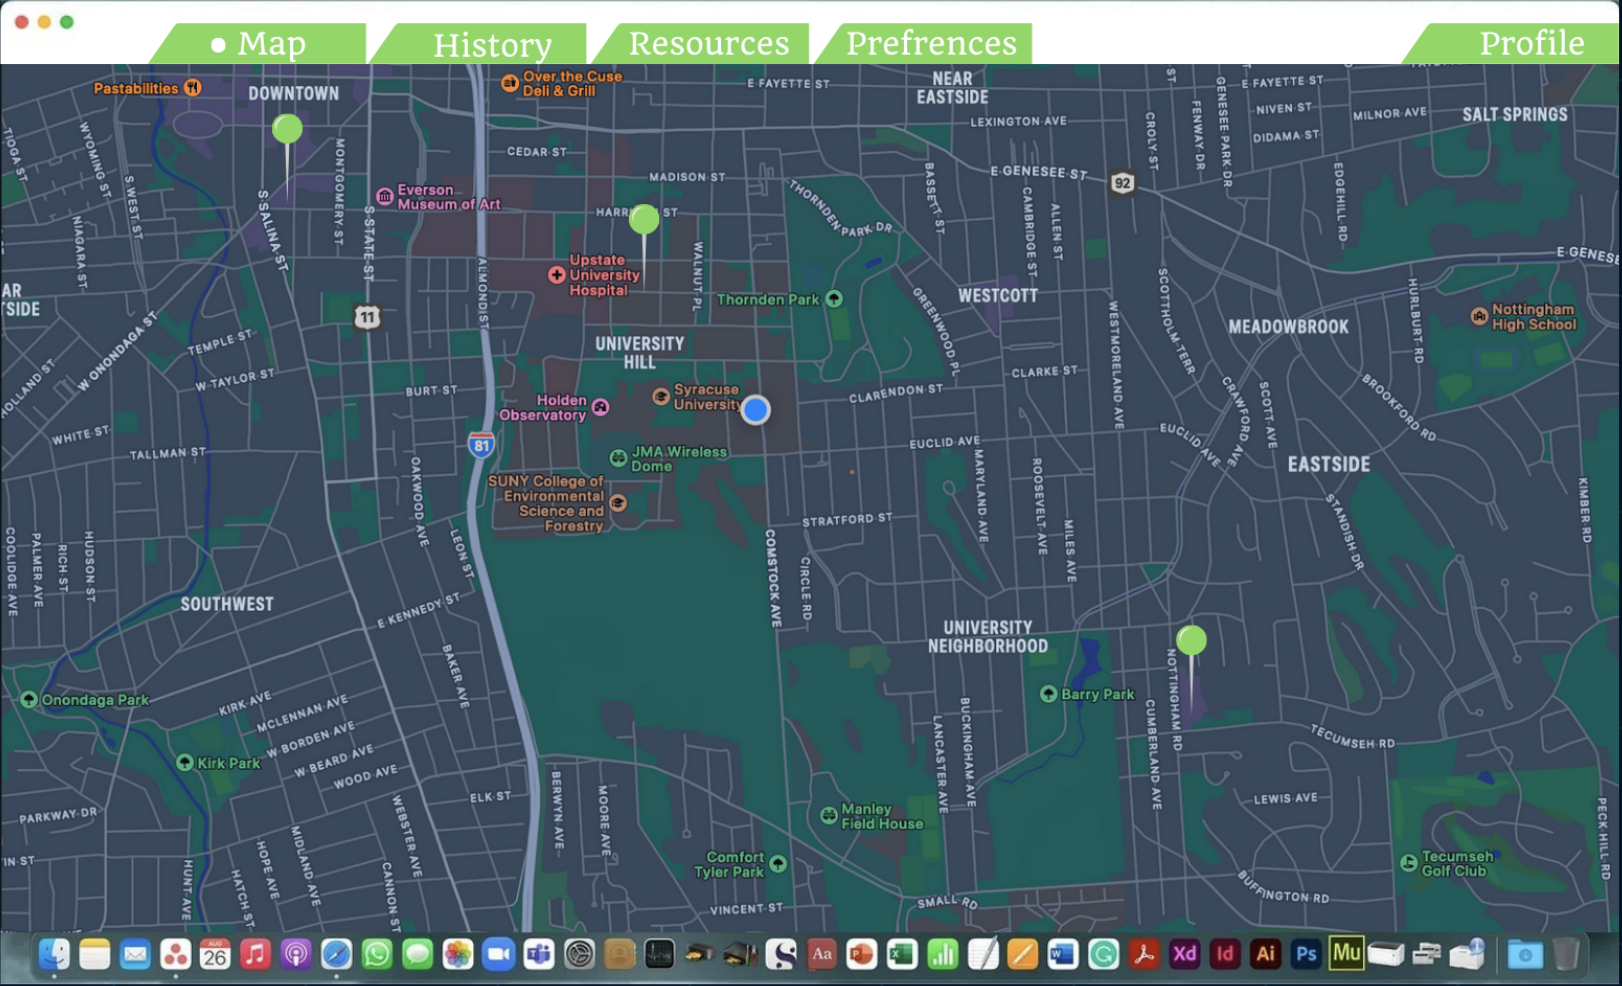 Map
History
Resources
Prefrences
Profile
Pastabilities
DOWNTOWN
Over the Cuse
Deli & Grill
E FAYETTE ST
NEAR
EASTSIDE
E FAYETTE ST
NIVEN ST
MILNOR AVE
SALT SPRINGS
LEXINGTON AVE
DIDAMA ST
TIOGA ST
WYOMING ST
S WEST ST
NIAGARA ST
MONTGOMERY ST
S SALINA ST
S STATE ST
CEDAR ST
MADISON ST
Everson
Museum of Art
ST
THORNDEN PARK DR
BASSETT ST
E GENESEE ST
92
CAMBRIDGE ST
ALLEN ST
CROLY ST
FENWAY DR
GENESEE PARK DR
ST
EDGEHILL RD
Upstate
University
Hospital
WALNUT PL
ALMOND ST
Thornden Park
GREENWOOD PL
WESTCOTT
WESTMORELAND AVE
SCOTTHOLM TERR
HURLBURT RD
Nottingham
High School
MEADOWBROOK
AR
TSIDE
11
W ONONDAGA ST
HOLLAND ST
TEMPLE ST
W TAYLOR ST
BURT ST
UNIVERSITY
HILL
Syracuse
University
Holden
Observatory
CLARENDON ST
CLARKE ST
CRAWFORD AVE
SCOTT AVE
BROOKFORD RD
WHITE ST
TALLMAN ST
81
JMA Wireless
Dome
EUCLID AVE
EUCLID AVE
EASTSIDE
SUNY College of
Environmental
Science and
Forestry
OAKWOOD AVE
LEON ST
STRATFORD ST
MARYLAND AVE
ROOSEVELT AVE
MILES AVE
STANDISH DR
KIMBER RD
COOLIDGE AVE
PALMER AVE
RICH ST
HUDSON ST
COMSTOCK AVE
CIRCLE RD
SOUTHWEST
E KENNEDY ST
UNIVERSITY
NEIGHBORHOOD
BAKER AVE
Onondaga Park
KIRK AVE
MCLENNAN AVE
W BORDEN AVE
W BEARD AVE
WOOD AVE
Kirk Park
Barry Park
NOTTINGHAM RD
CUMBERLAND AVE
LANCASTER AVE
BUCKINGHAM AVE
TECUMSEH RD
PARKWAY DR
ELK ST
BERWYN AVE
MOORE AVE
Manley
Field House
LEWIS AVE
PECK HILL RD
IN ST
HUNT AVE
HATCH ST
HOPE AVE
MIDLAND AVE
WEBSTER AVE
CANNON ST
Comfort
Tyler Park
VINCENT ST
SMALL RD
BUFFINGTON RD
Tecumseh
Golf Club
AUG
26
Aa
Xd
Id
Ai
Ps
Mu